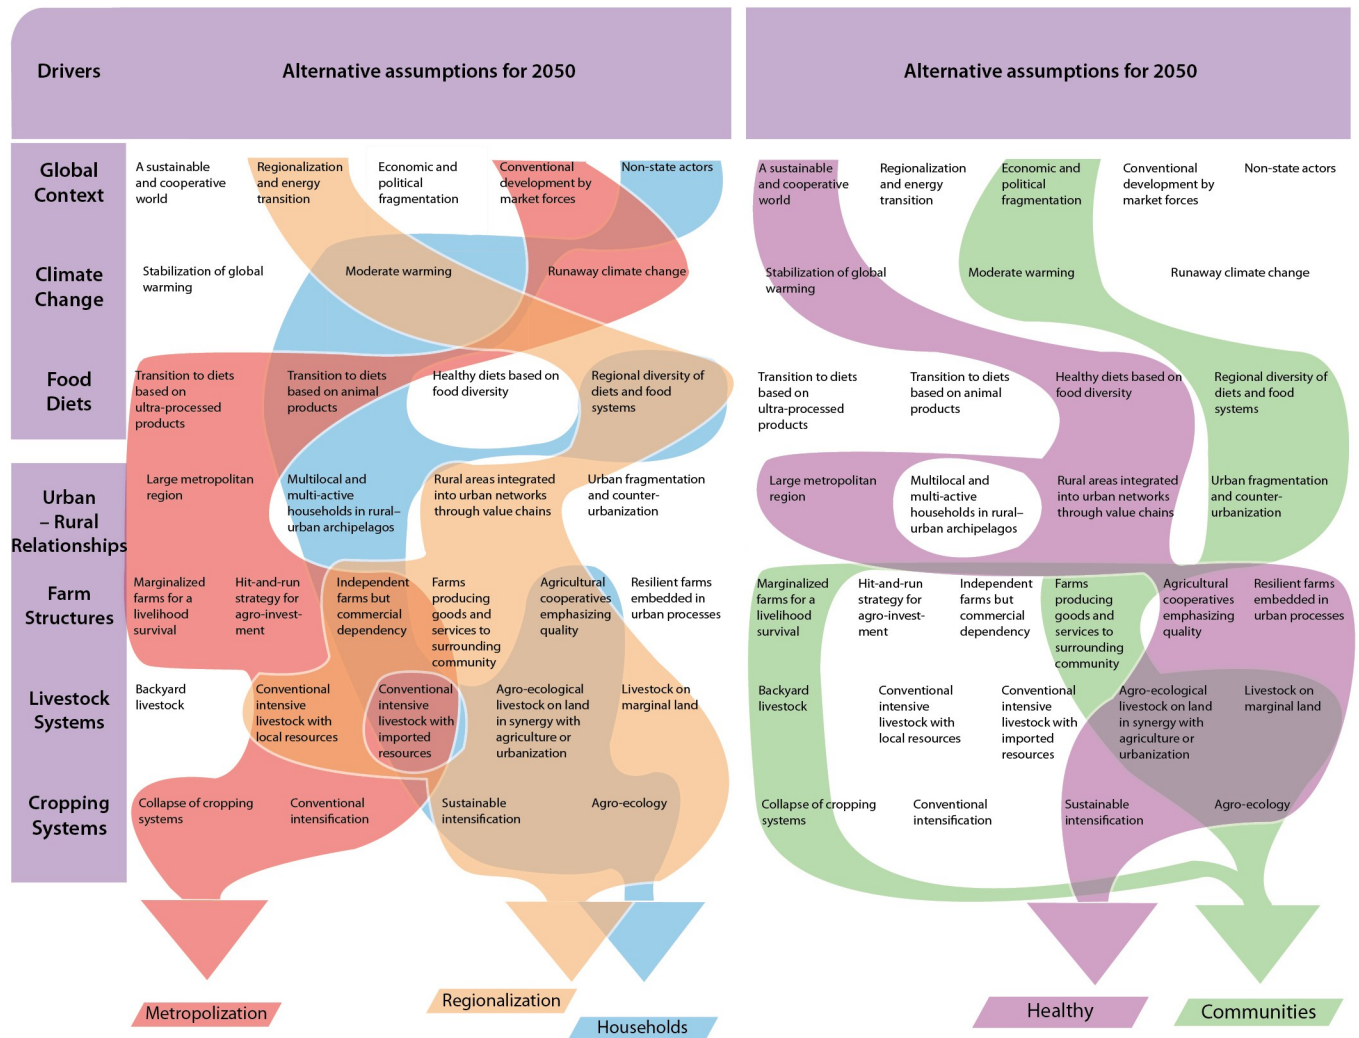 Drivers
Alternative assumptions for 2050
Alternative assumptions for 2050
Global
Context
A sustainable
and cooperative
world
Regionalization
and energy
transition
Economic and
political
fragmentation
Conventional
development by
market forces
Non-state actors
A sustainable
and cooperative
world
Regionalization
and energy
transition
Economic and
political
fragmentation
Conventional
development by
market forces
Non-state actors
Climate
Change
Stabilization of global
warming
Moderate warming
Runaway climate change
Stabilization of global
warming
Moderate warming
Runaway climate change
Food
Diets
Transition to diets
based on
ultra-processed
products
Transition to diets
based on animal
products
Healthy diets based on
food diversity
Regional diversity of
diets and food
systems
Transition to diets
based on
ultra-processed
products
Transition to diets
based on animal
products
Healthy diets based on
food diversity
Regional diversity of
diets and food
systems
Urban
– Rural
Relationships
Large metropolitan
region
Multilocal and
multi-active
households in rural–
urban archipelagos
Rural areas integrated
into urban networks
through value chains
Urban fragmentation
and counter-
urbanization
Large metropolitan
region
Multilocal and
multi-active
households in rural–
urban archipelagos
Rural areas integrated
into urban networks
through value chains
Urban fragmentation
and counter-
urbanization
Farm
Structures
Marginalized
farms for a
livelihood
survival
Hit-and-run
strategy for
agro-invest-
ment
Independent
farms but
commercial
dependency
Farms
producing
goods and
services to
surrounding
community
Agricultural
cooperatives
emphasizing
quality
Resilient farms
embedded in
urban processes
Marginalized
farms for a
livelihood
survival
Hit-and-run
strategy for
agro-invest-
ment
Independent
farms but
commercial
dependency
Farms
producing
goods and
services to
surrounding
community
Agricultural
cooperatives
emphasizing
quality
Resilient farms
embedded in
urban processes
Livestock
Systems
Backyard
livestock
Conventional
intensive
livestock with
local resources
Conventional
intensive
livestock with
imported
resources
Agro-ecological
livestock on land
in synergy with
agriculture or
urbanization
Livestock on
marginal land
Backyard
livestock
Conventional
intensive
livestock with
local resources
Conventional
intensive
livestock with
imported
resources
Agro-ecological
livestock on land
in synergy with
agriculture or
urbanization
Livestock on
marginal land
Cropping
Systems
Collapse of cropping
systems
Conventional
intensification
Sustainable
intensification
Agro-ecology
Collapse of cropping
systems
Conventional
intensification
Sustainable
intensification
Agro-ecology
Metropolization
Regionalization
Households
Healthy
Communities